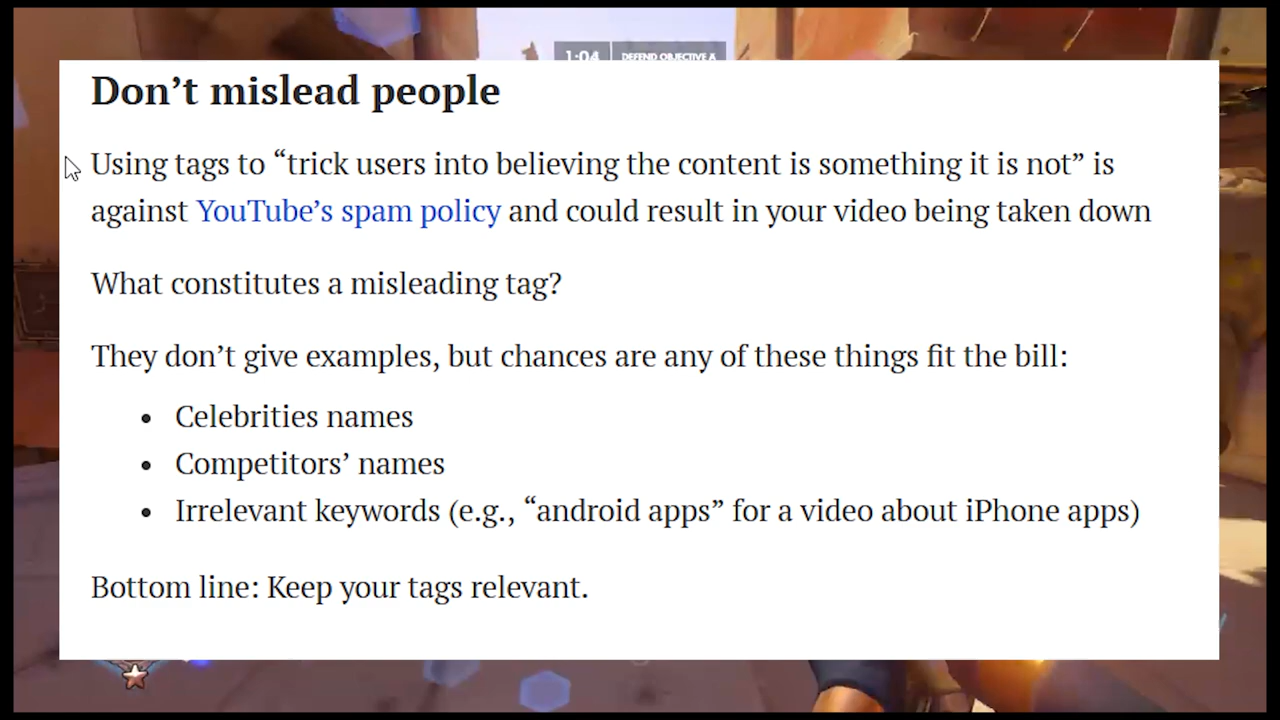 1:04 DEFEND OBJECTIVE A
Don’t mislead people
Using tags to “trick users into believing the content is something it is not” is
against YouTube’s spam policy and could result in your video being taken down
What constitutes a misleading tag?
They don’t give examples, but chances are any of these things fit the bill:
• Celebrities names
• Competitors’ names
• Irrelevant keywords (e.g., “android apps” for a video about iPhone apps)
Bottom line: Keep your tags relevant.